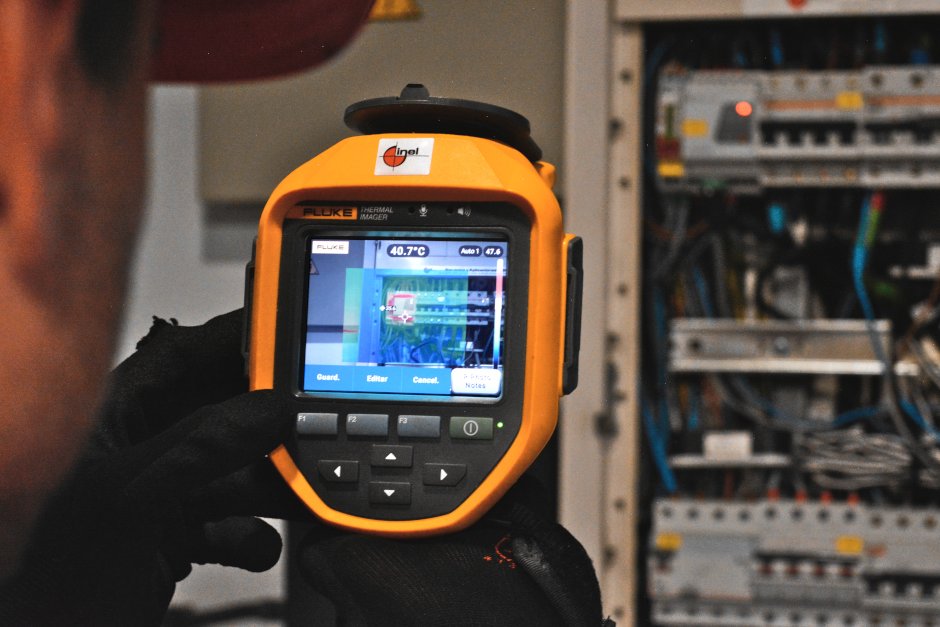 inel
FLUKE
THERMAL
IMAGER
FLUKE
40.7°C
Auto 1
47.6
Guard.
Editar
Cancel.
Notes
F1
F2
F3